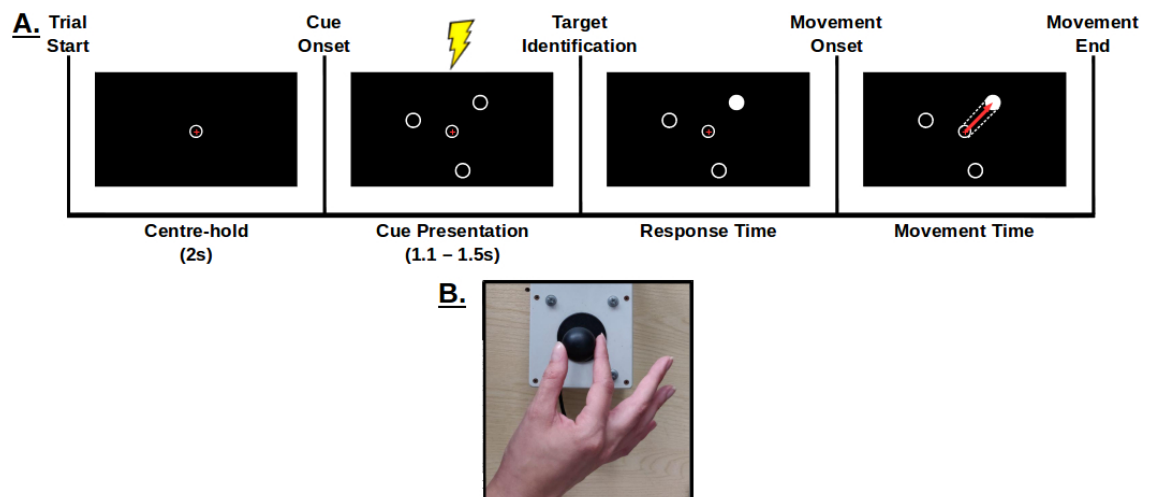 A. Trial Start
Cue Onset
Target Identification
Movement Onset
Movement End
Centre-hold (2s)
Cue Presentation (1.1 – 1.5s)
Response Time
Movement Time
B.